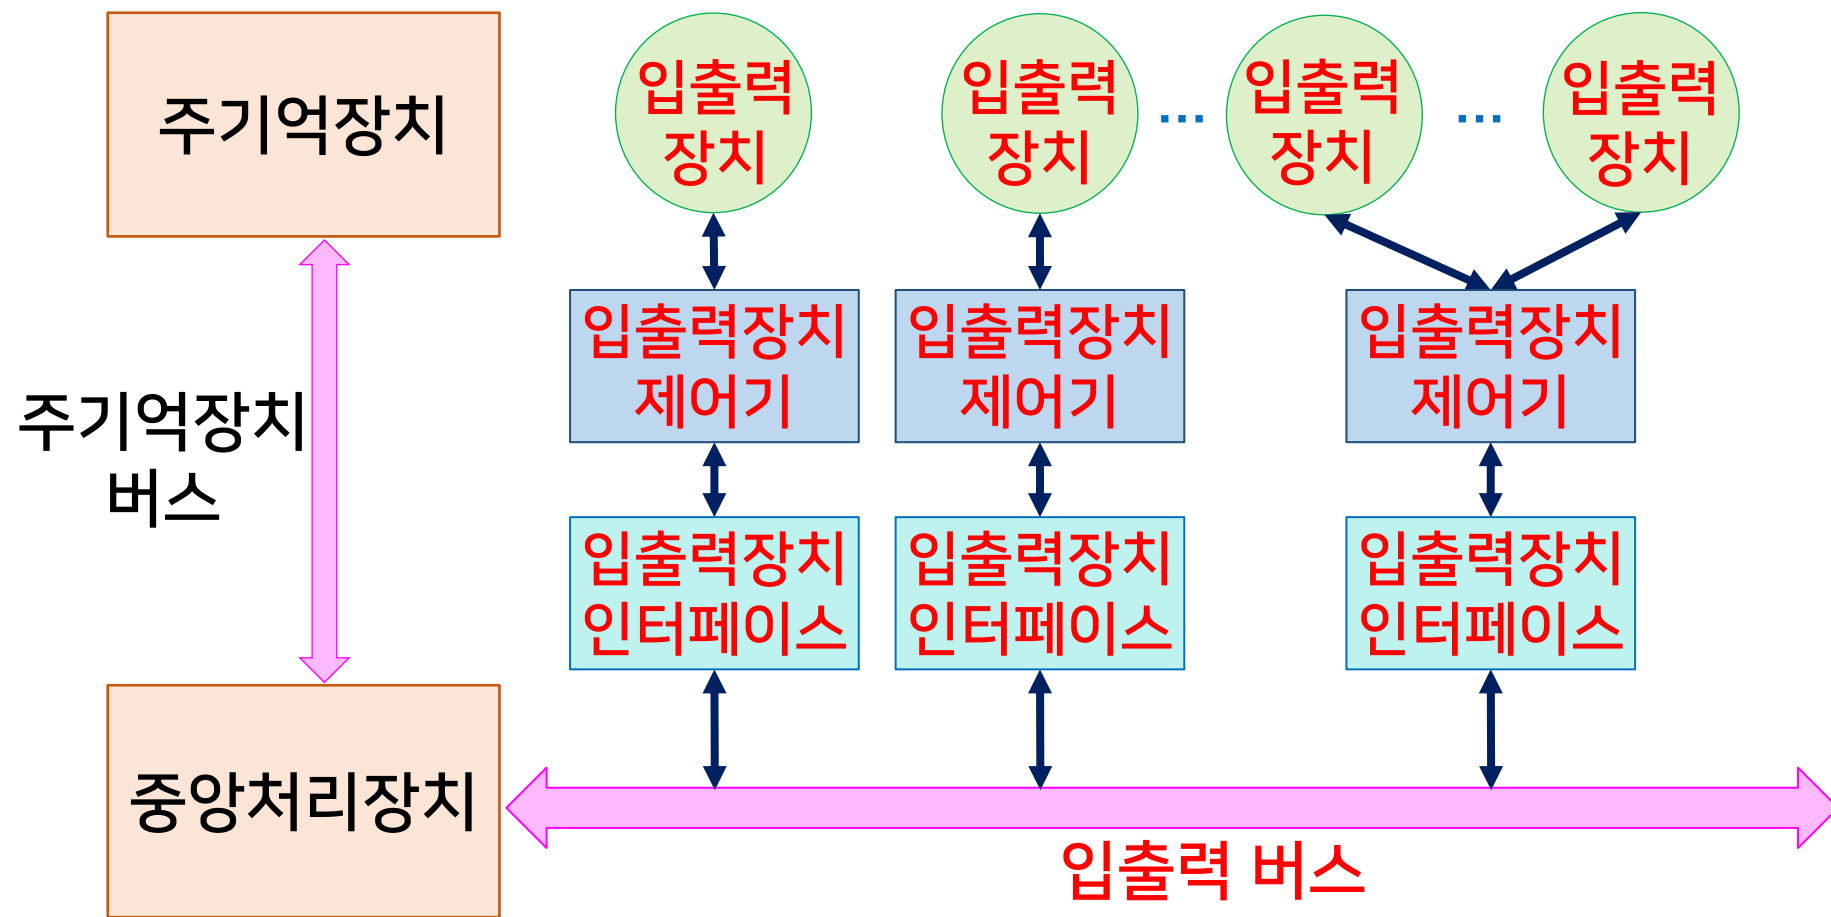 주기억장치
입출력
장치
입출력
장치
...
입출력
장치
...
입출력
장치
입출력장치
제어기
입출력장치
제어기
입출력장치
제어기
주기억장치
버스
입출력장치
인터페이스
입출력장치
인터페이스
입출력장치
인터페이스
중앙처리장치
입출력 버스